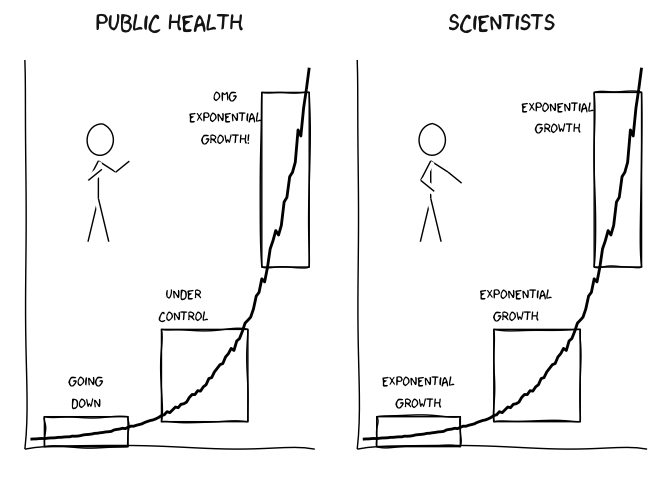 PUBLIC HEALTH
OMG
EXPONENTIAL
GROWTH!
UNDER
CONTROL
GOING
DOWN
SCIENTISTS
EXPONENTIAL
GROWTH
EXPONENTIAL
GROWTH
EXPONENTIAL
GROWTH